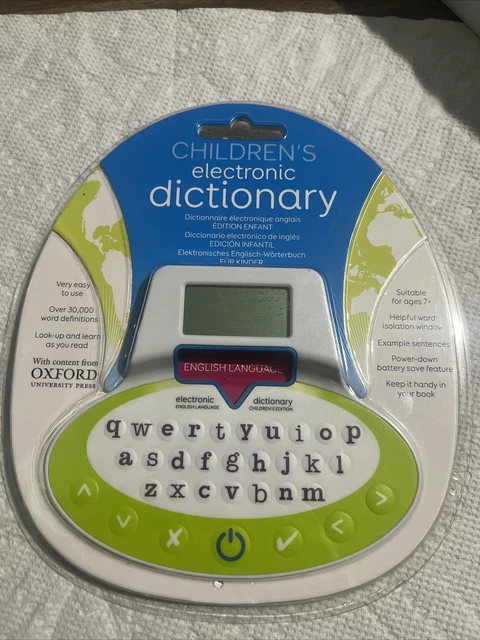 CHILDREN'S
electronic
dictionary
Dictionnaire électronique anglais
ÉDITION ENFANT
Diccionario electrónico de inglés
EDICIÓN INFANTIL
Elektronisches Englisch-Wörterbuch
FÜR KINDER
Very easy
to use
Over 30,000
word definitions
Look-up and learn
as you read
With content from
OXFORD
UNIVERSITY PRESS
Suitable
for ages 7+
Helpful word
isolation window
Example sentences
Power-down
battery save feature
Keep it handy in
your book
ENGLISH LANGUAGE
electronic
ENGLISH LANGUAGE
dictionary
CHILDREN'S EDITION
q w e r t y u i o p
a s d f g h j k l
z x c v b n m